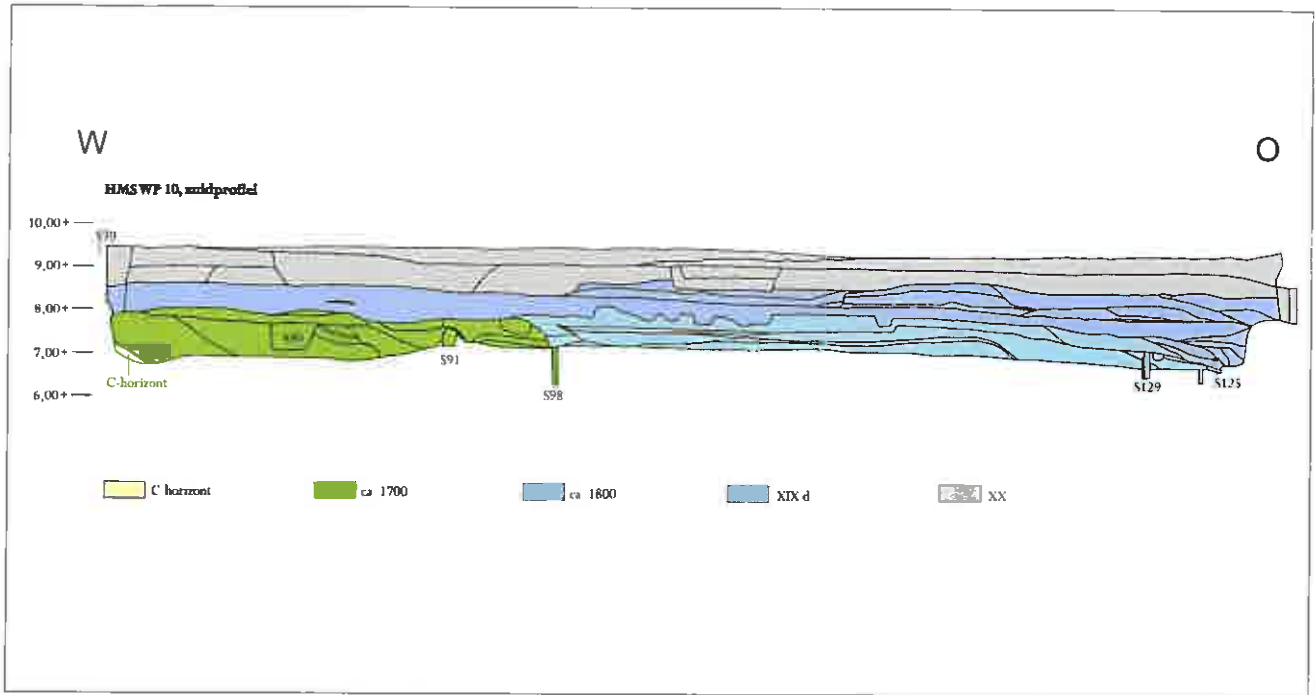 W
O
HMS WP 10, zuidprofiel
10,00+
9,00+
8,00+
7,00+
6,00+
C-horizont
S91
S98
S129
S125
C horizont
ca 1700
ca 1800
XIX d
XX